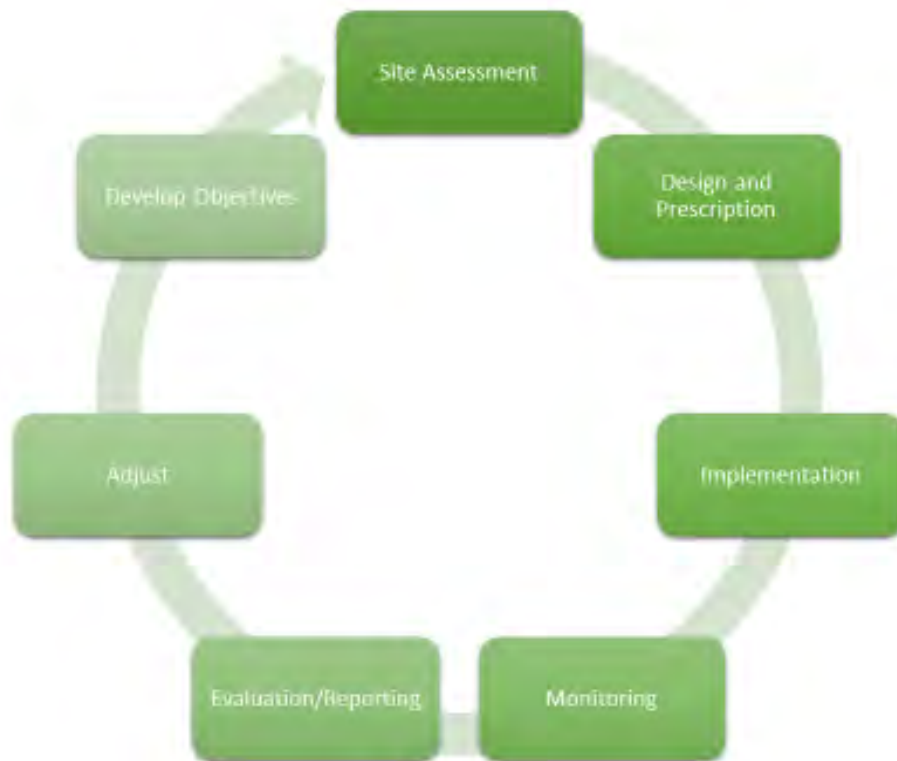 Site Assessment
Design and
Prescription
Implementation
Monitoring
Evaluation/Reporting
Adjust
Develop Objectives